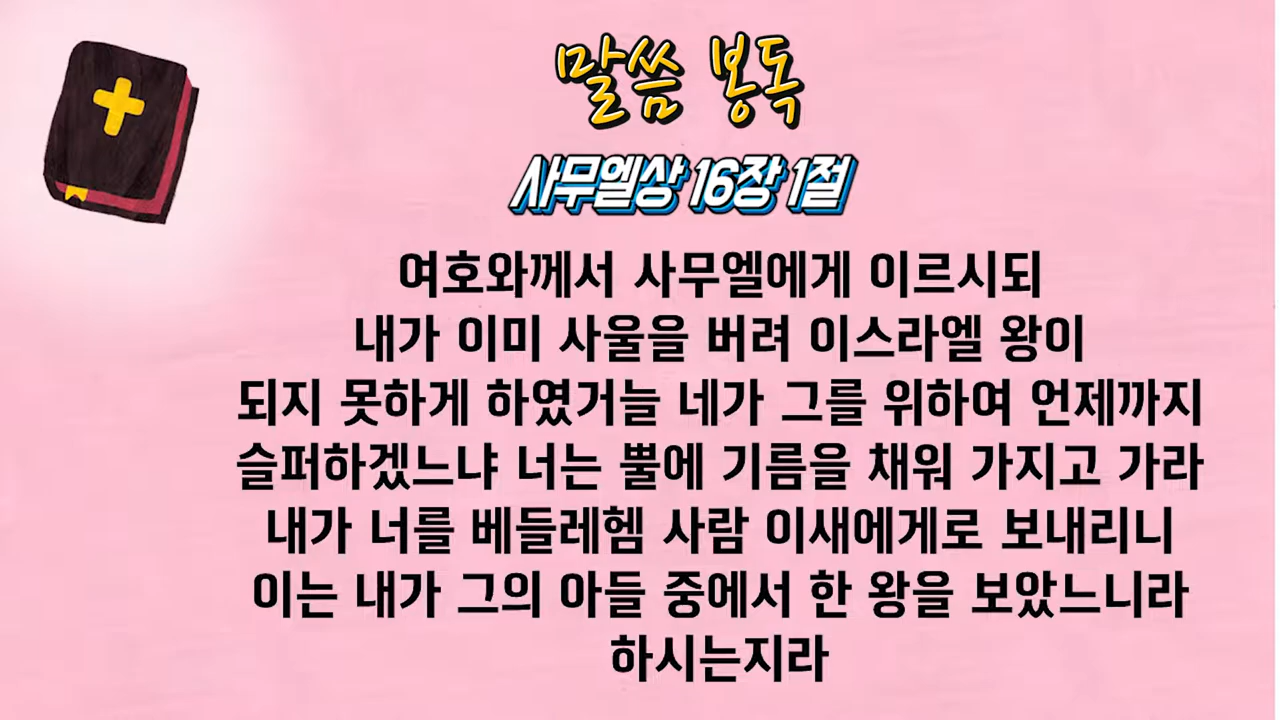 말씀 봉독
사무엘상 16장 1절
여호와께서 사무엘에게 이르시되
내가 이미 사울을 버려 이스라엘 왕이
되지 못하게 하였거늘 네가 그를 위하여 언제까지
슬퍼하겠느냐 너는 뿔에 기름을 채워 가지고 가라
내가 너를 베들레헴 사람 이새에게로 보내리니
이는 내가 그의 아들 중에서 한 왕을 보았느니라
하시는지라